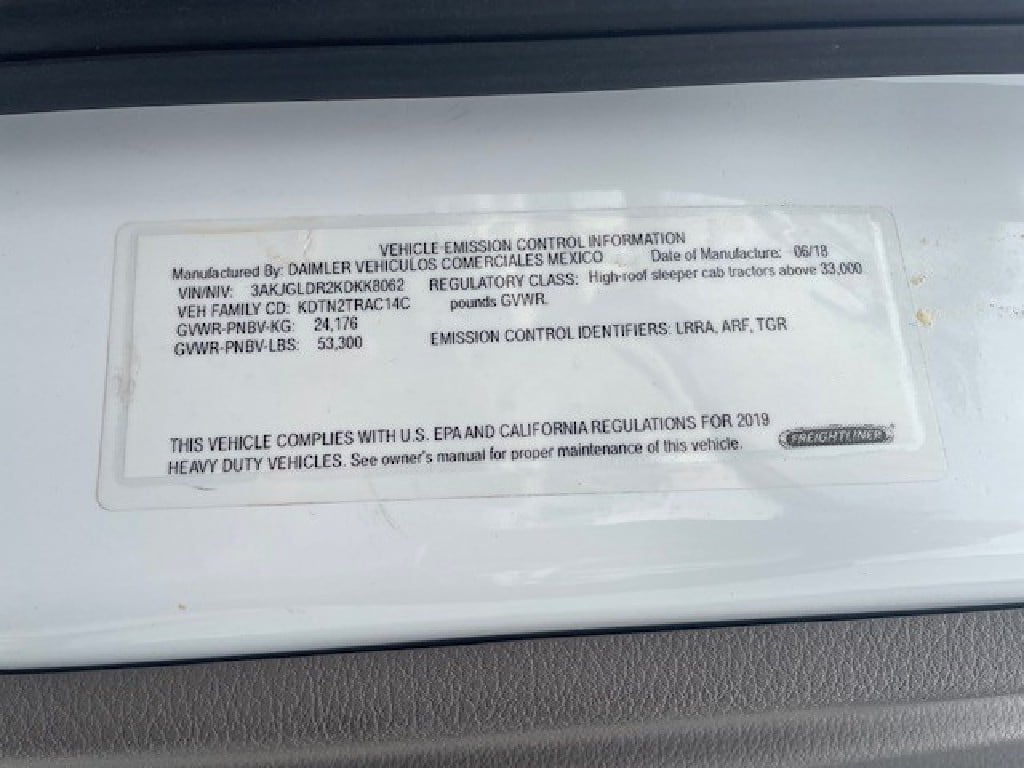 VEHICLE EMISSION CONTROL INFORMATION
Manufactured By: DAIMLER VEHICULOS COMERCIALES MEXICO Date of Manufacture: 06/18
VIN/NIV: 3AKJGLDR2KDKK8062 REGULATORY CLASS: High-roof sleeper cab tractors above 33,000
VEH FAMILY CD: KDTN2TRAC14C pounds GVWR.
GVWR-PNBV-KG: 24,176
GVWR-PNBV-LBS: 53,300 EMISSION CONTROL IDENTIFIERS: LRRA, ARF, TGR
THIS VEHICLE COMPLIES WITH U.S. EPA AND CALIFORNIA REGULATIONS FOR 2019
HEAVY DUTY VEHICLES. See owner's manual for proper maintenance of this vehicle.
FREIGHTLINER